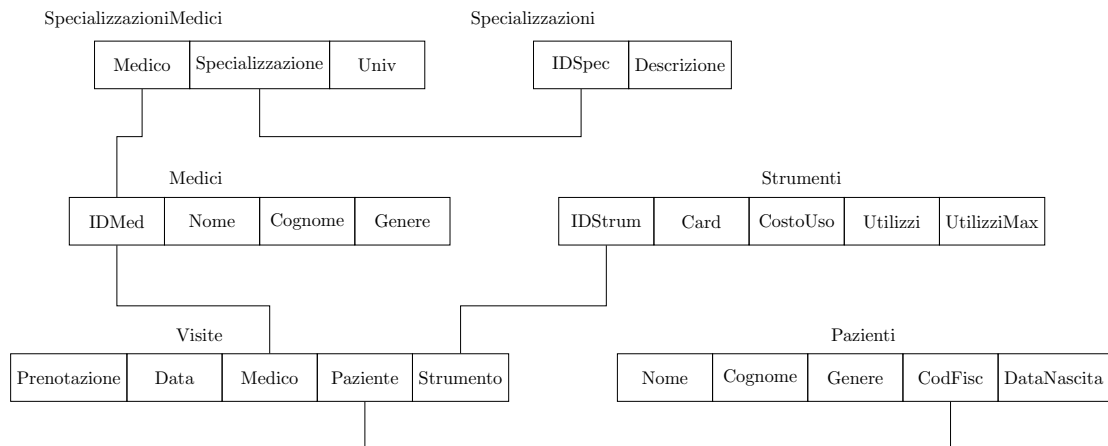 SpecializzazioniMedici Specializzazioni
Medico Specializzazione Univ IDSpec Descrizione
Medici Strumenti
IDMed Nome Cognome Genere IDStrum Card CostoUso Utilizzi UtilizziMax
Visite Pazienti
Prenotazione Data Medico Paziente Strumento Nome Cognome Genere CodFisc DataNascita